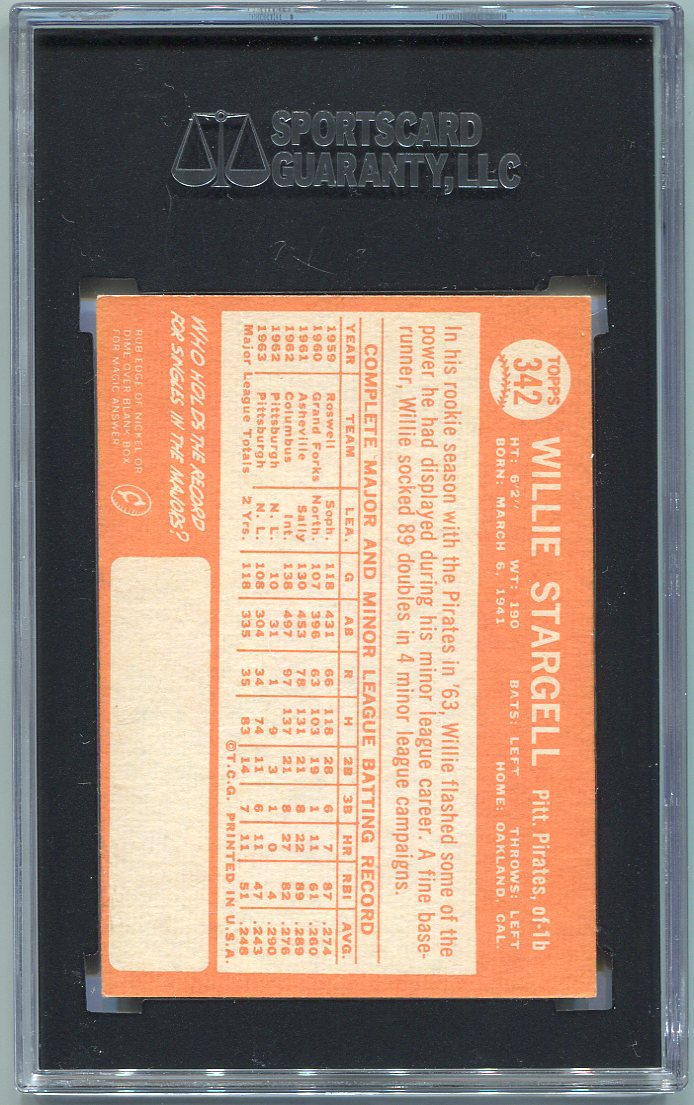 SPORTSCARD
GUARANTY, LLC
TOPPS
342
WILLIE STARGELL Pitt. Pirates, of-1b
HT: 6'2" WT: 190 BATS: LEFT THROWS: LEFT
BORN: MARCH 6, 1941 HOME: OAKLAND, CAL.
In his rookie season with the Pirates in '63, Willie flashed some of the
power he had displayed during his minor league career. A fine base-
runner, Willie socked 89 doubles in 4 minor league campaigns.
COMPLETE MAJOR AND MINOR LEAGUE BATTING RECORD
YEAR TEAM LEA. G AB R H 2B 3B HR RBI AVG.
1959 Roswell Soph. 118 431 66 118 28 6 7 87 .274
1960 Grand Forks North. 107 396 63 103 19 1 11 61 .260
1961 Asheville Sally 130 453 78 131 21 8 22 89 .289
1962 Columbus Int. 138 497 97 137 21 8 27 82 .276
1962 Pittsburgh N. L. 10 31 1 9 3 1 0 4 .290
1963 Pittsburgh N. L. 108 304 34 74 11 6 11 47 .243
Major League Totals 2 Yrs. 118 335 35 83 14 7 11 51 .248
©T.C.G. PRINTED IN U.S.A.
WHO HOLDS THE RECORD
FOR SINGLES IN THE MAJORS?
RUB EDGE OF NICKEL OR
DIME OVER BLANK BOX
FOR MAGIC ANSWER